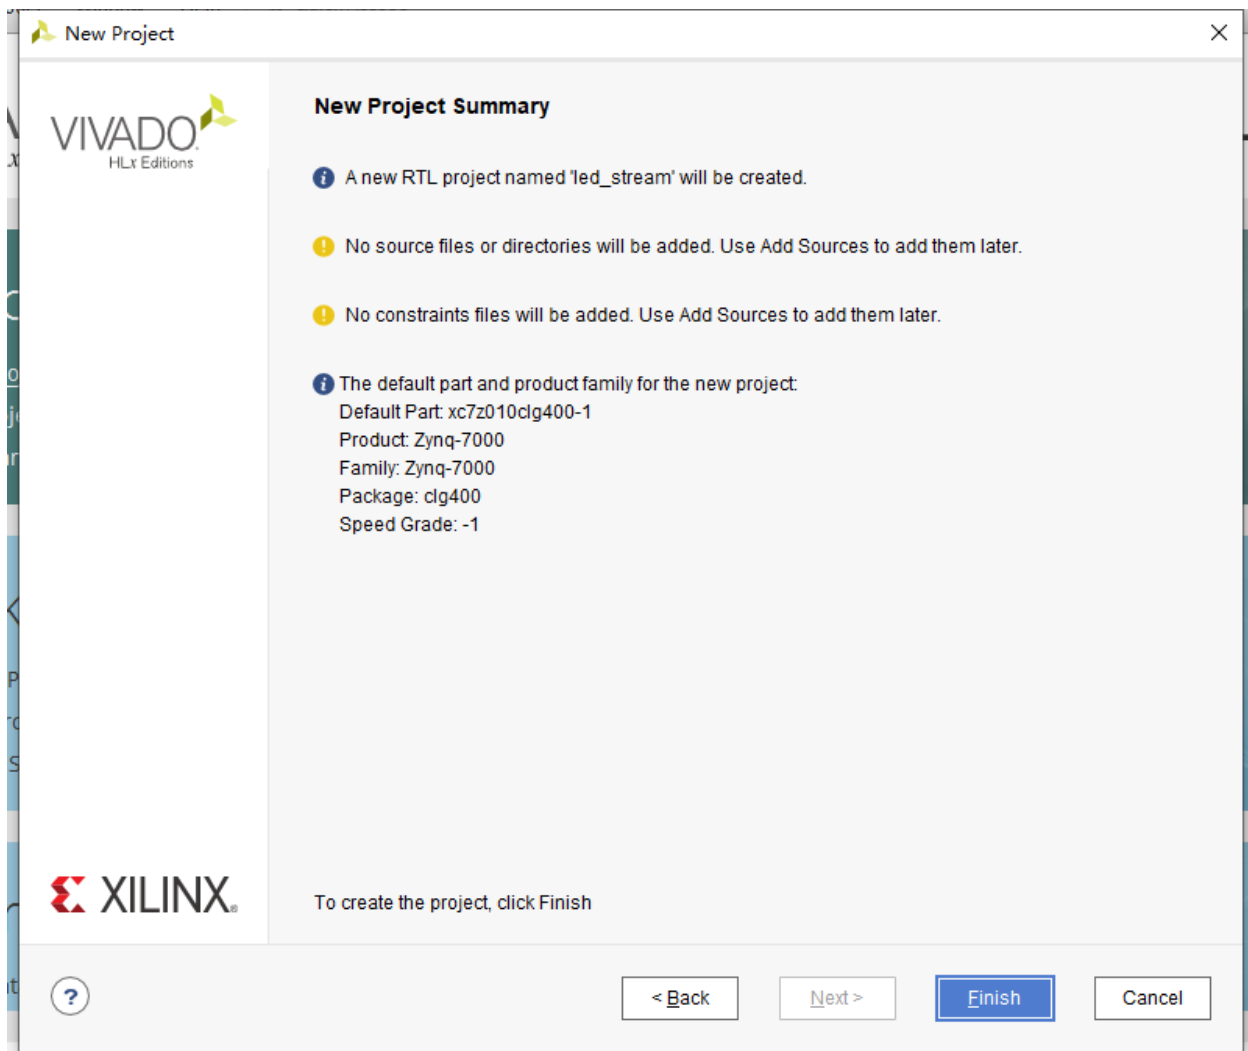 New Project
VIVADO
HLx Editions
New Project Summary
A new RTL project named 'led_stream' will be created.
No source files or directories will be added. Use Add Sources to add them later.
No constraints files will be added. Use Add Sources to add them later.
The default part and product family for the new project:
Default Part: xc7z010clg400-1
Product: Zynq-7000
Family: Zynq-7000
Package: clg400
Speed Grade: -1
XILINX
To create the project, click Finish
?
< Back
Next >
Finish
Cancel